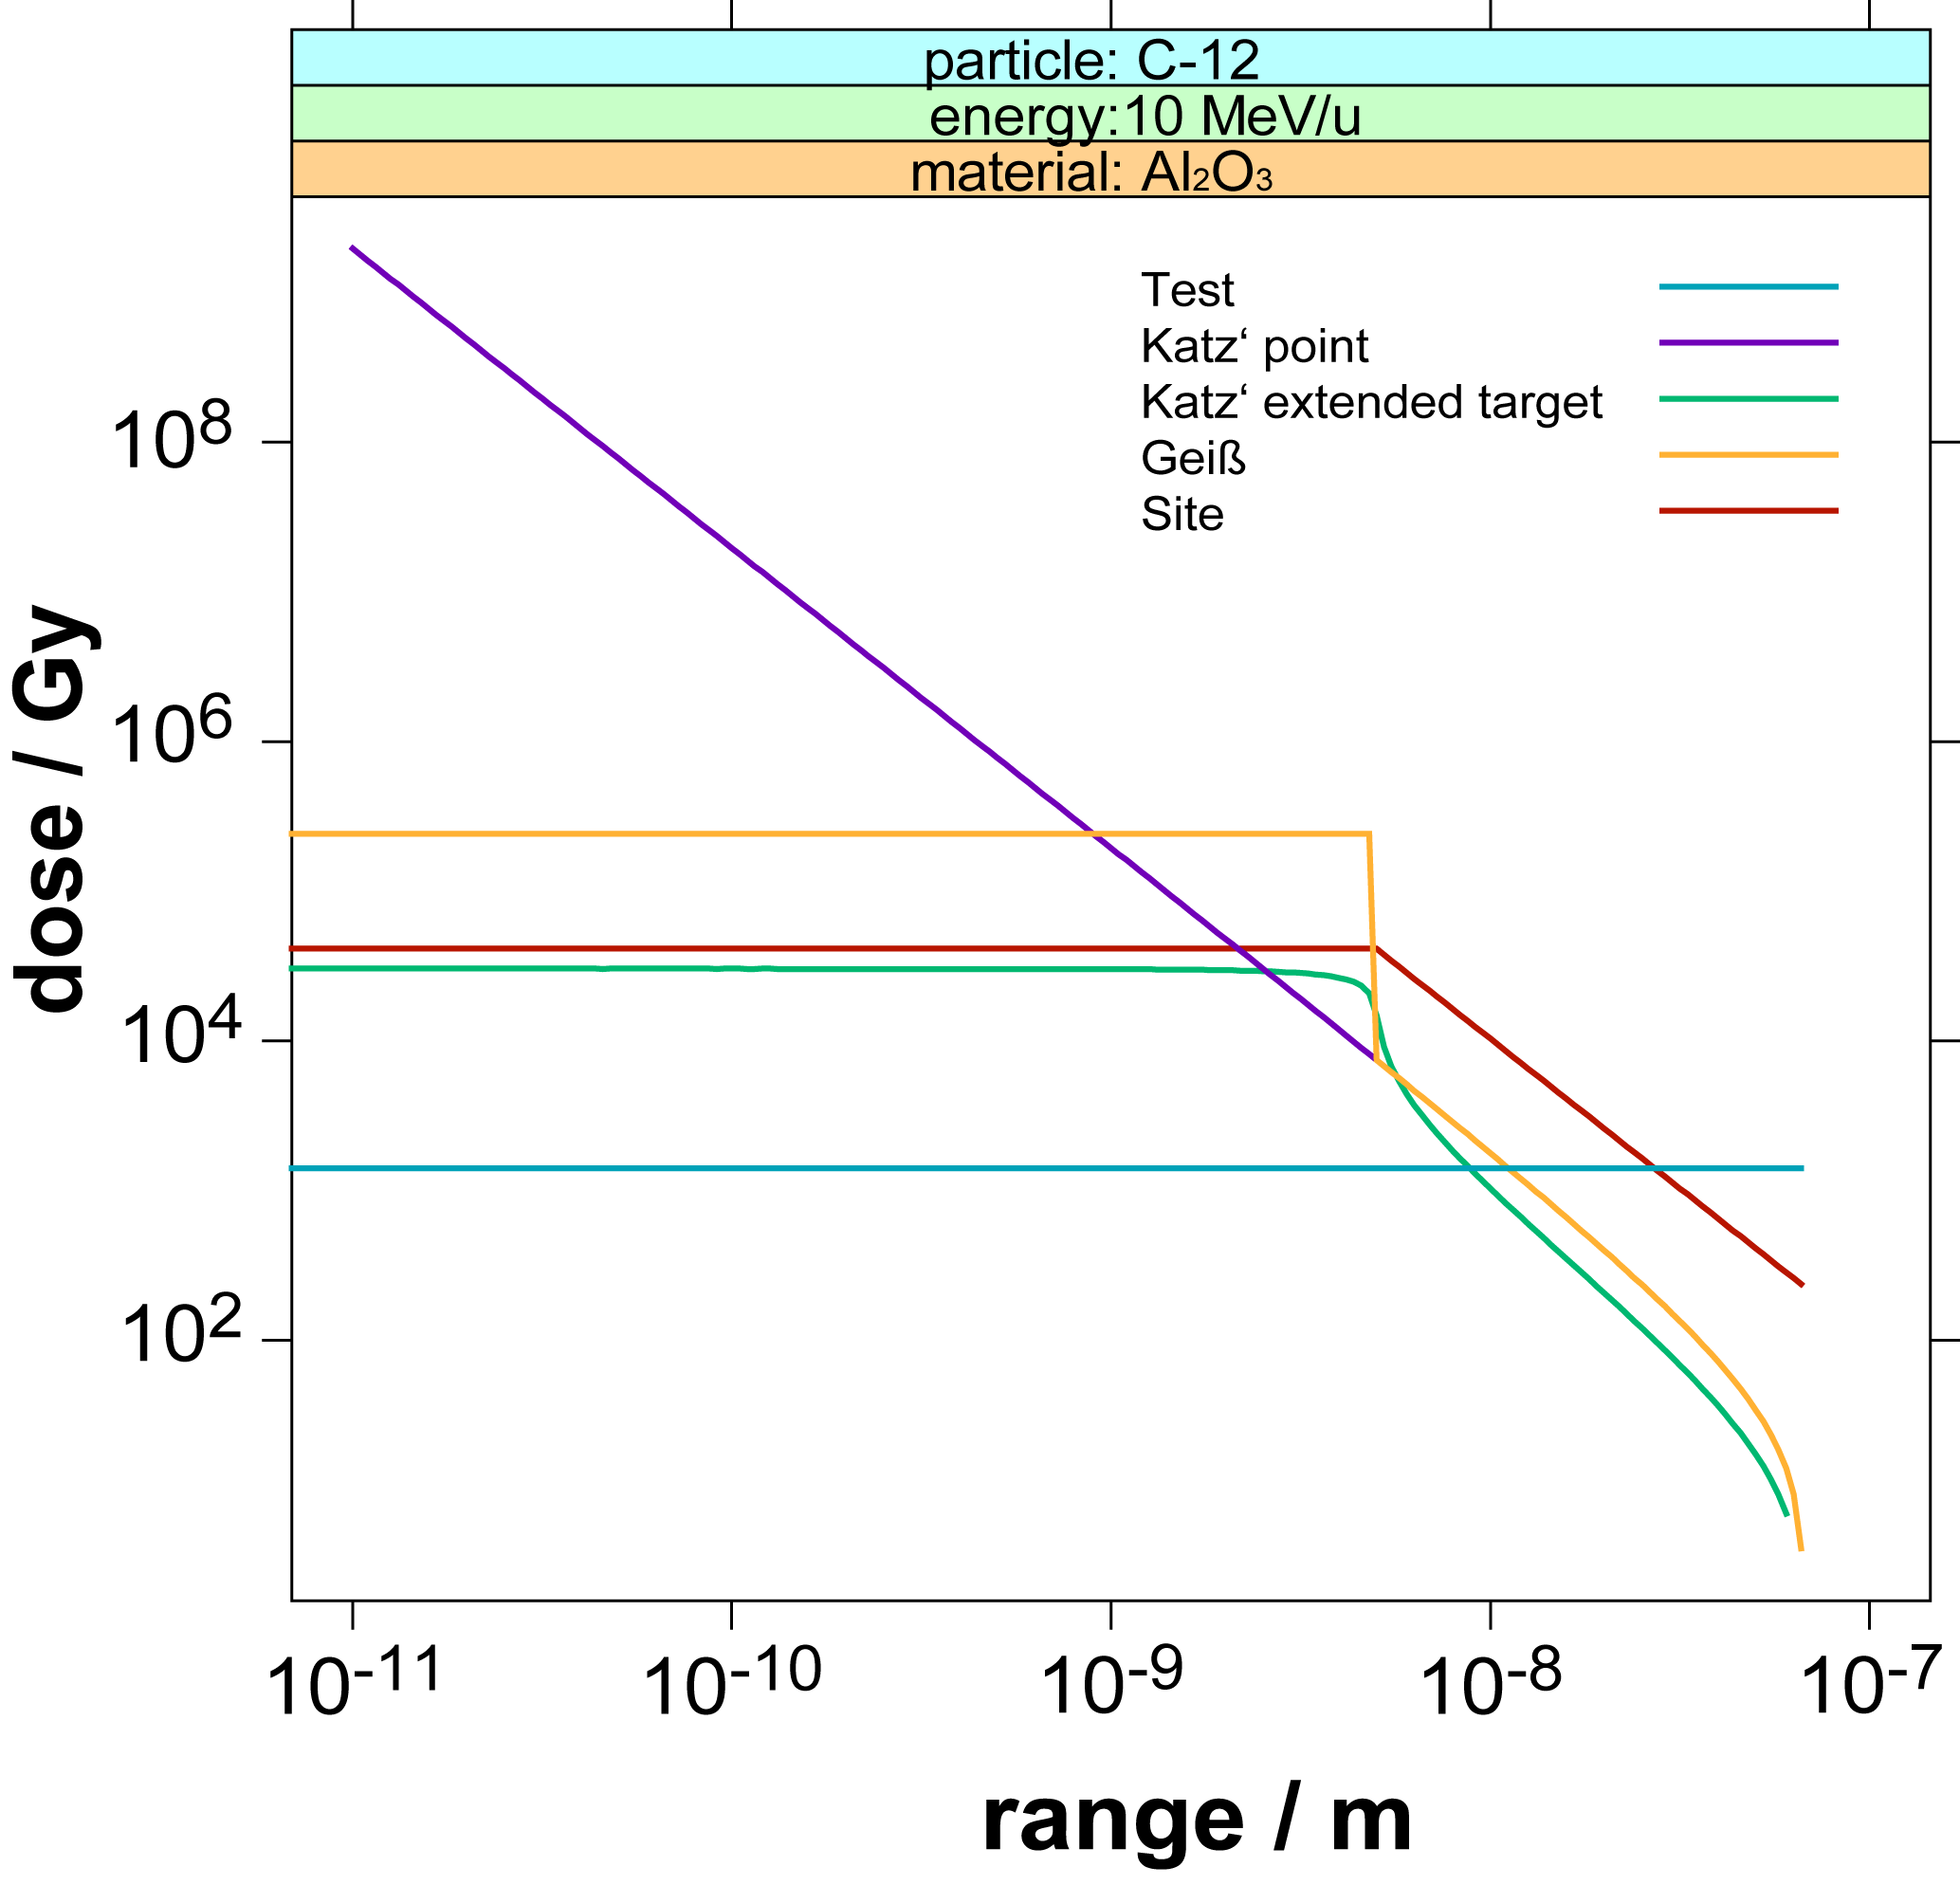 particle: C-12
energy:10 MeV/u
material: Al₂O₃
Test
Katz‘ point
Katz‘ extended target
Geiß
Site
dose / Gy
10⁸
10⁶
10⁴
10²
10⁻¹¹ 10⁻¹⁰ 10⁻⁹ 10⁻⁸ 10⁻⁷
range / m